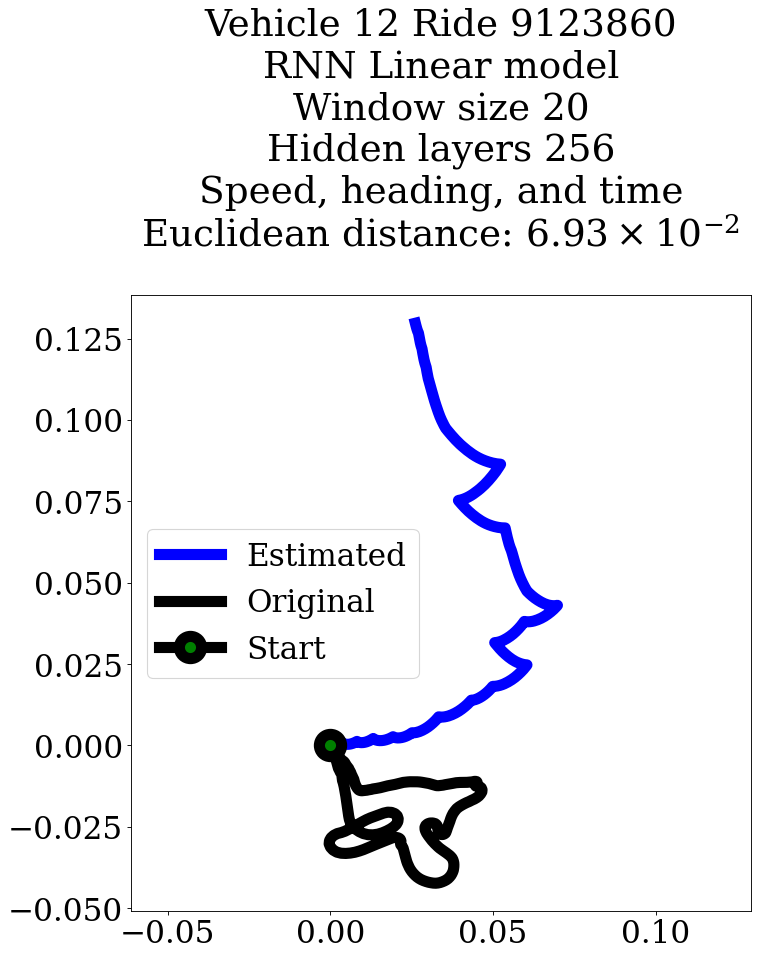 Vehicle 12 Ride 9123860
RNN Linear model
Window size 20
Hidden layers 256
Speed, heading, and time
Euclidean distance: 6.93 × 10⁻²
0.125
0.100
0.075
0.050
0.025
0.000
−0.025
−0.050
Estimated
Original
Start
−0.05 0.00 0.05 0.10